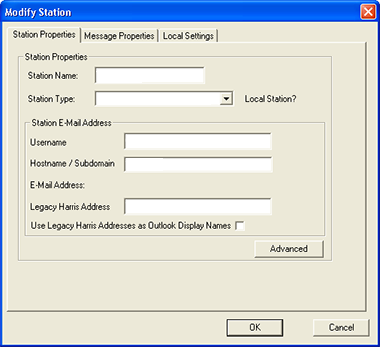 Modify Station
Station Properties Message Properties Local Settings
Station Properties
Station Name:
Station Type: Local Station?
Station E-Mail Address
Username
Hostname / Subdomain
E-Mail Address:
Legacy Harris Address
Use Legacy Harris Addresses as Outlook Display Names
Advanced
OK Cancel